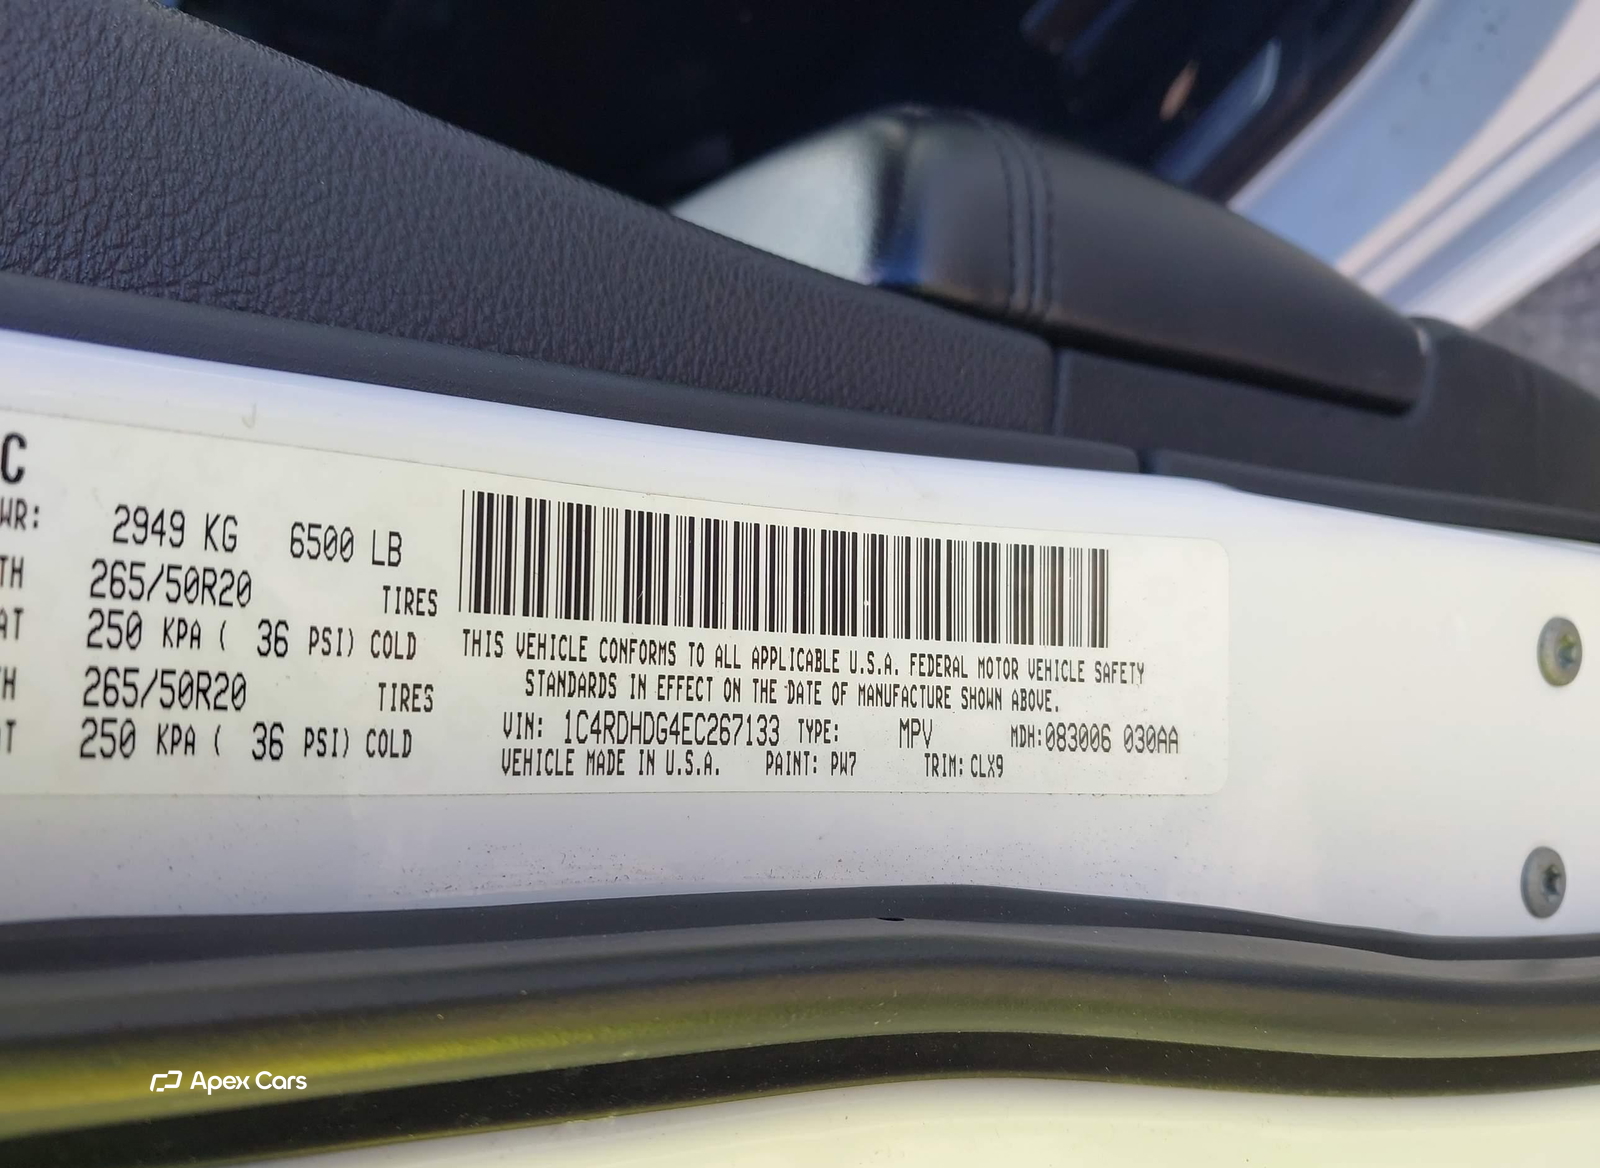 C
WR: 2949 KG 6500 LB
TH 265/50R20 TIRES
AT 250 KPA ( 36 PSI) COLD
TH 265/50R20 TIRES
AT 250 KPA ( 36 PSI) COLD
THIS VEHICLE CONFORMS TO ALL APPLICABLE U.S.A. FEDERAL MOTOR VEHICLE SAFETY
STANDARDS IN EFFECT ON THE DATE OF MANUFACTURE SHOWN ABOVE.
VIN: 1C4RDHDG4EC267133 TYPE: MPV MDH:083006 030AA
VEHICLE MADE IN U.S.A. PAINT: PW7 TRIM: CLX9
Apex Cars